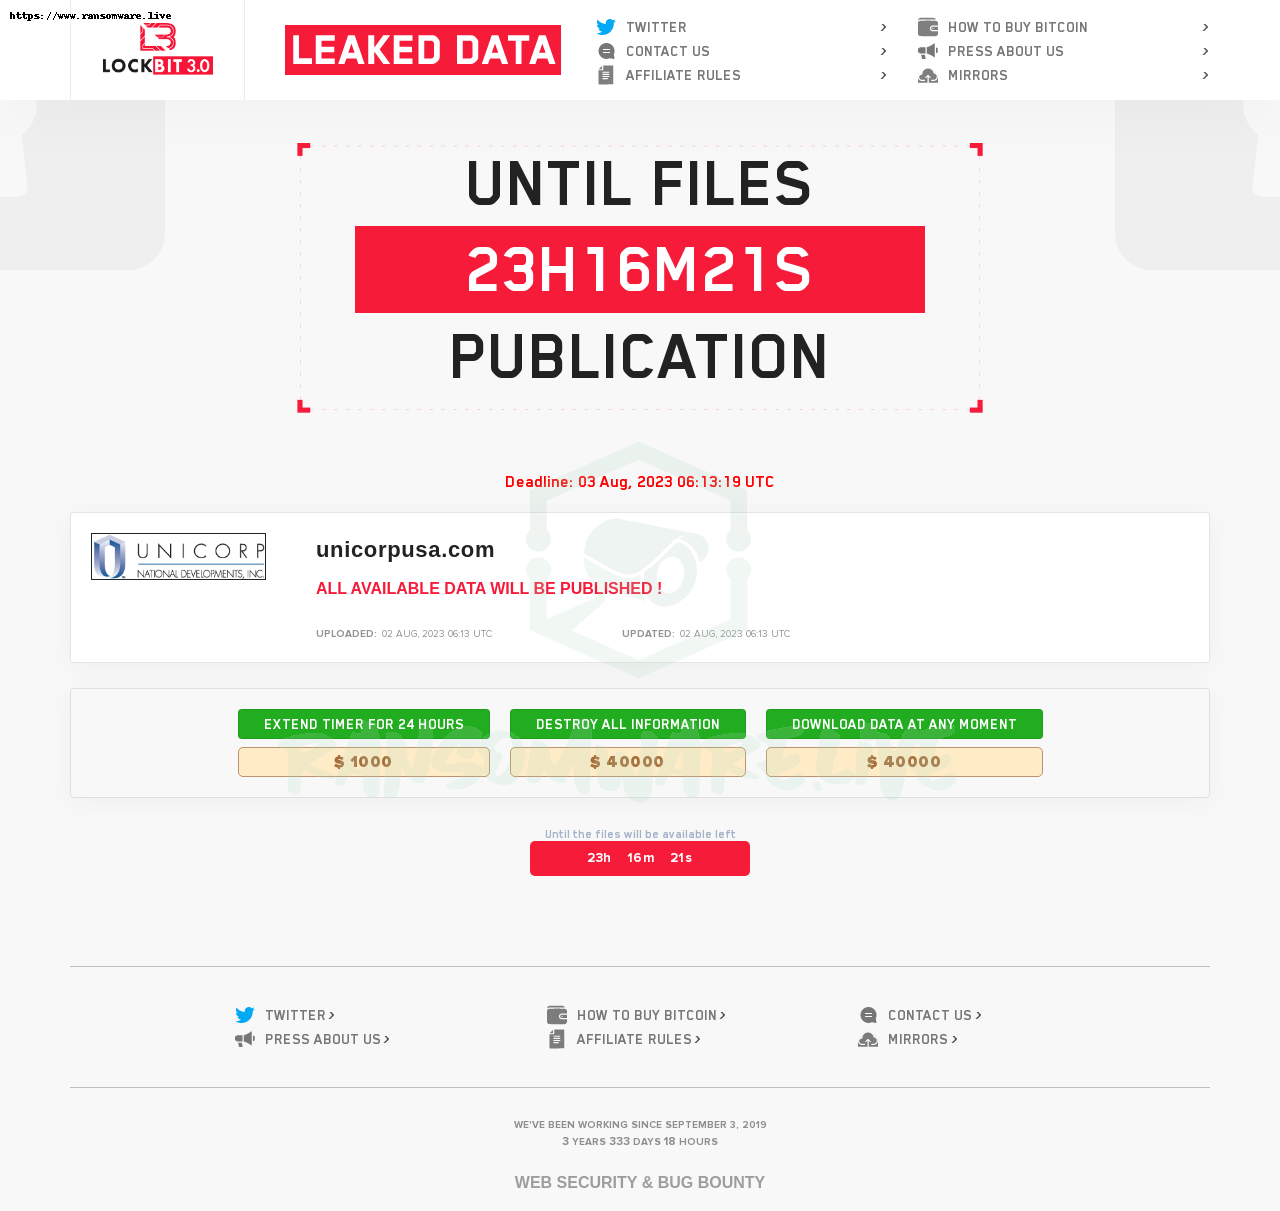 https://www.ransomware.live
LOCKBIT 3.0
LEAKED DATA
TWITTER >
CONTACT US >
AFFILIATE RULES >
HOW TO BUY BITCOIN >
PRESS ABOUT US >
MIRRORS >
UNTIL FILES
23H16M21S
PUBLICATION
Deadline: 03 Aug, 2023 06:13:19 UTC
UNICORP
NATIONAL DEVELOPMENTS, INC.
unicorpusa.com
ALL AVAILABLE DATA WILL BE PUBLISHED !
UPLOADED: 02 AUG, 2023 06:13 UTC
UPDATED: 02 AUG, 2023 06:13 UTC
EXTEND TIMER FOR 24 HOURS
$ 1000
DESTROY ALL INFORMATION
$ 40000
DOWNLOAD DATA AT ANY MOMENT
$ 40000
RANSOMWARE.LIVE
Until the files will be available left
23h 16m 21s
TWITTER >
HOW TO BUY BITCOIN >
CONTACT US >
PRESS ABOUT US >
AFFILIATE RULES >
MIRRORS >
WE'VE BEEN WORKING SINCE SEPTEMBER 3, 2019
3 YEARS 333 DAYS 18 HOURS
WEB SECURITY & BUG BOUNTY